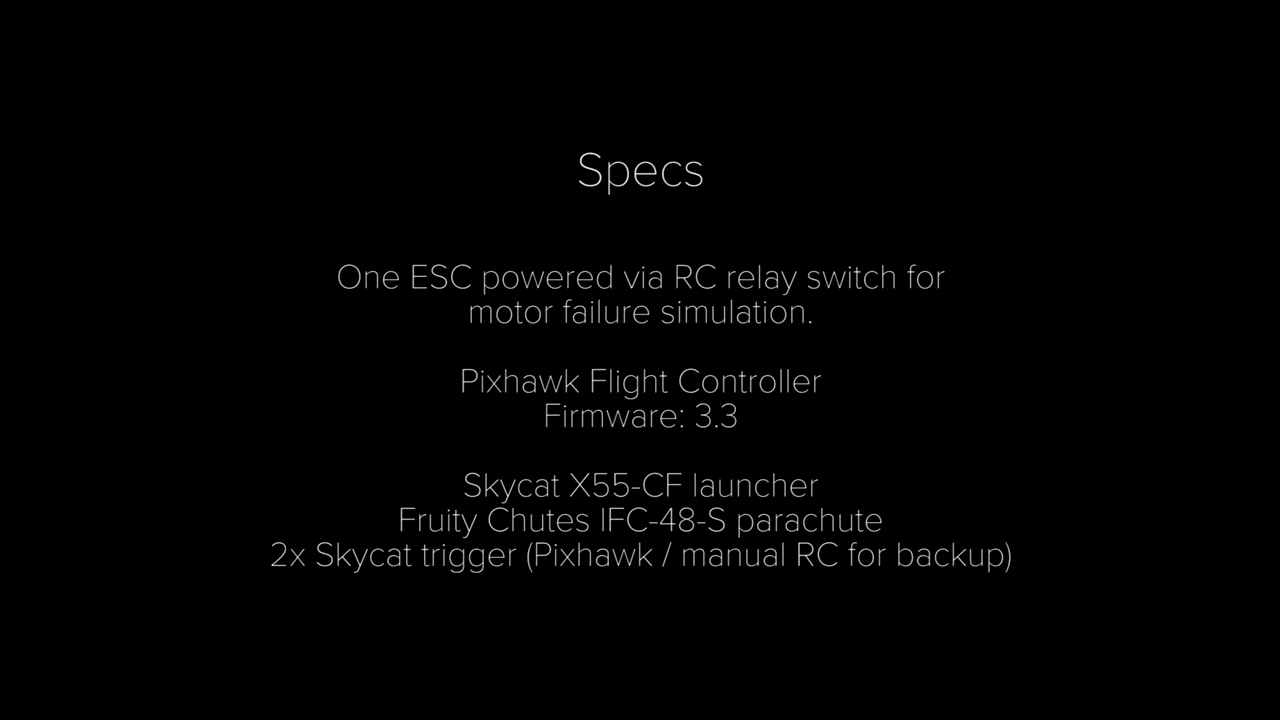 Specs
One ESC powered via RC relay switch for
motor failure simulation.
Pixhawk Flight Controller
Firmware: 3.3
Skycat X55-CF launcher
Fruity Chutes IFC-48-S parachute
2x Skycat trigger (Pixhawk / manual RC for backup)